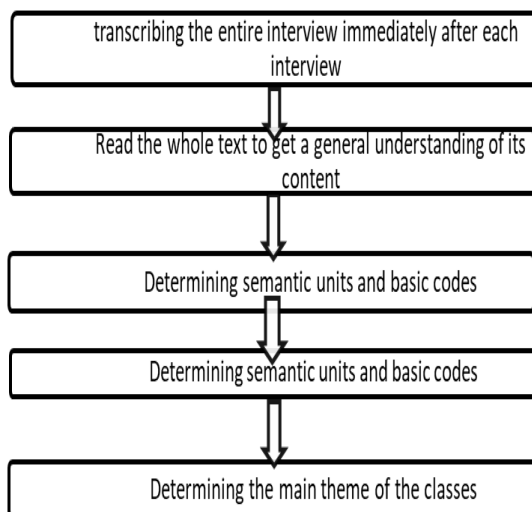 transcribing the entire interview immediately after each
interview
Read the whole text to get a general understanding of its
content
Determining semantic units and basic codes
Determining semantic units and basic codes
Determining the main theme of the classes